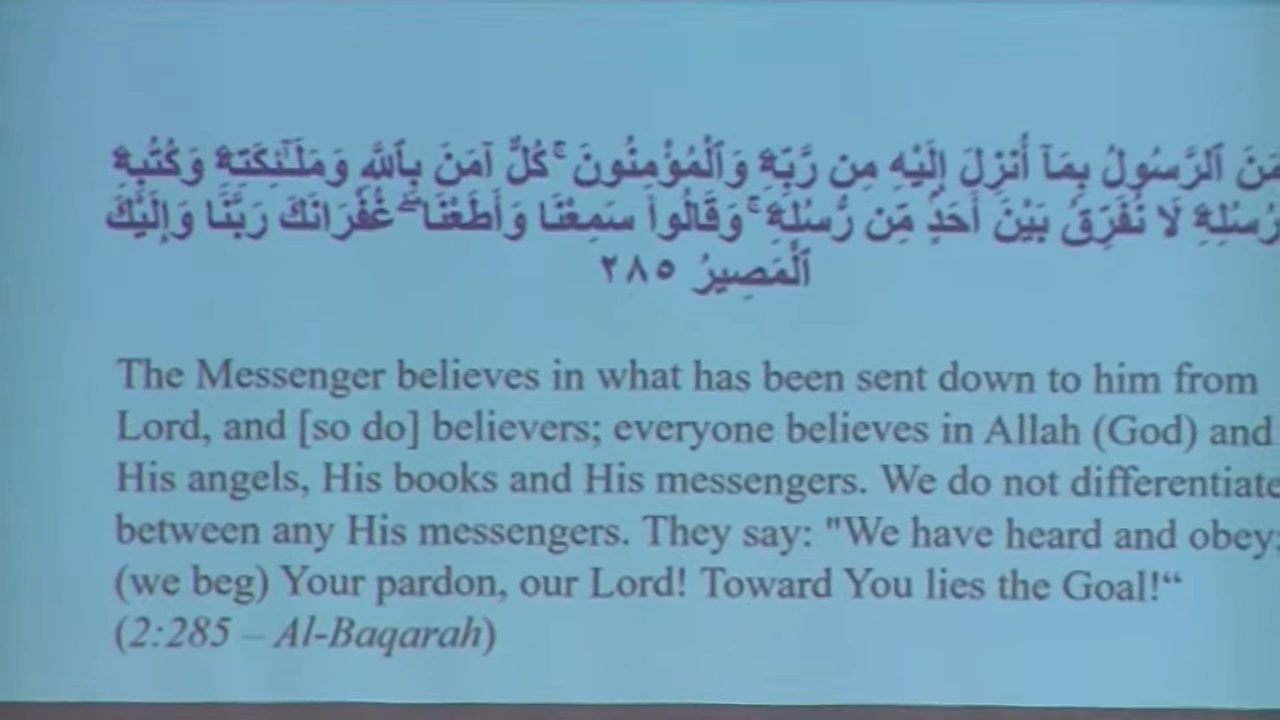 ٱلرَّسُولُ بِمَآ أُنزِلَ إِلَيْهِ مِن رَّبِّهِۦ وَٱلْمُؤْمِنُونَ ۚ كُلٌّ ءَامَنَ بِٱللَّهِ وَمَلَـٰٓئِكَتِهِۦ وَكُتُبِهِۦ
رُسُلِهِۦ لَا نُفَرِّقُ بَيْنَ أَحَدٍ مِّن رُّسُلِهِۦ ۚ وَقَالُوا۟ سَمِعْنَا وَأَطَعْنَا ۖ غُفْرَانَكَ رَبَّنَا وَإِلَيْكَ
ٱلْمَصِيرُ ٢٨٥
The Messenger believes in what has been sent down to him from
Lord, and [so do] believers; everyone believes in Allah (God) and
His angels, His books and His messengers. We do not differentiate
between any His messengers. They say: "We have heard and obey;
(we beg) Your pardon, our Lord! Toward You lies the Goal!“
(2:285 – Al-Baqarah)